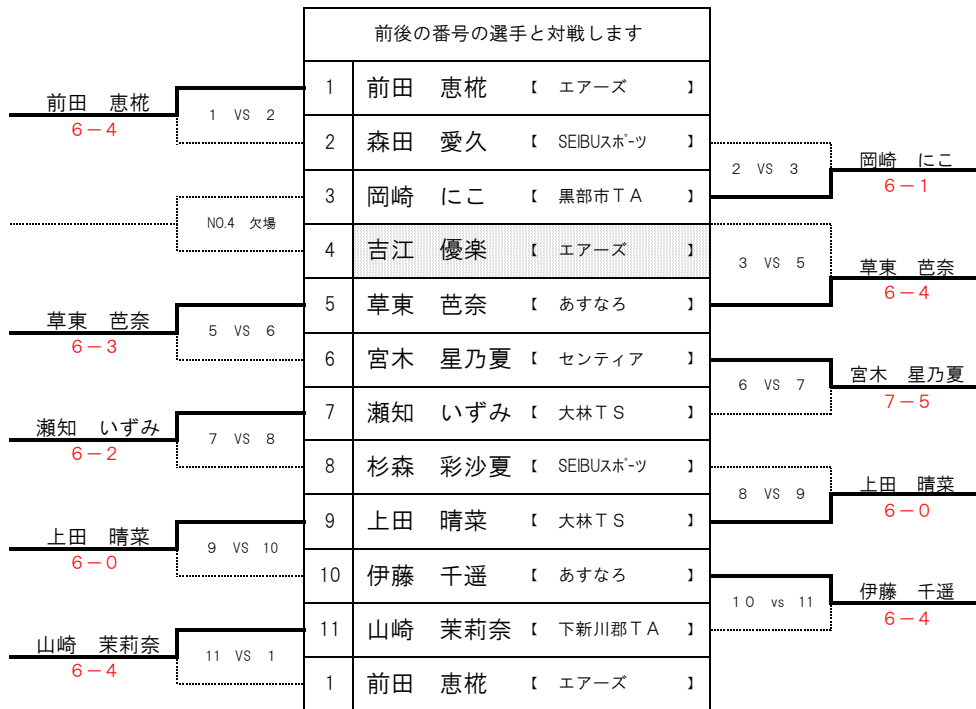 前後の番号の選手と対戦します
1 前田 恵椛 【 エアーズ 】
2 森田 愛久 【 SEIBUスポーツ 】
3 岡崎 にこ 【 黒部市TA 】
4 吉江 優楽 【 エアーズ 】
5 草東 芭奈 【 あすなろ 】
6 宮木 星乃夏 【 センティア 】
7 瀬知 いずみ 【 大林TS 】
8 杉森 彩沙夏 【 SEIBUスポーツ 】
9 上田 晴菜 【 大林TS 】
10 伊藤 千遥 【 あすなろ 】
11 山崎 茉莉奈 【 下新川郡TA 】
1 前田 恵椛 【 エアーズ 】
前田 恵椛
6-4
1 VS 2
NO.4 欠場
草東 芭奈
6-3
5 VS 6
瀬知 いずみ
6-2
7 VS 8
上田 晴菜
6-0
9 VS 10
山崎 茉莉奈
6-4
11 VS 1
2 VS 3
岡崎 にこ
6-1
3 VS 5
草東 芭奈
6-4
6 VS 7
宮木 星乃夏
7-5
8 VS 9
上田 晴菜
6-0
10 vs 11
伊藤 千遥
6-4